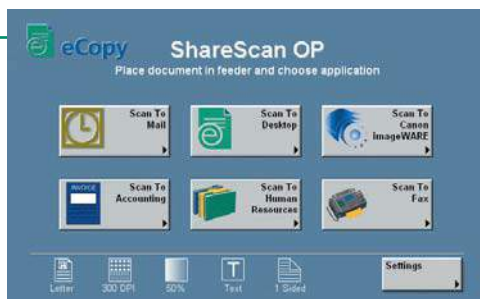 eCopy
ShareScan OP
Place document in feeder and choose application
Scan To
Mail
Scan To
Desktop
Scan To
Canon
imageWARE
INVOICE
Scan To
Accounting
Scan To
Human
Resources
Scan To
Fax
Letter
300 DPI
50%
T
Text
1 Sided
Settings